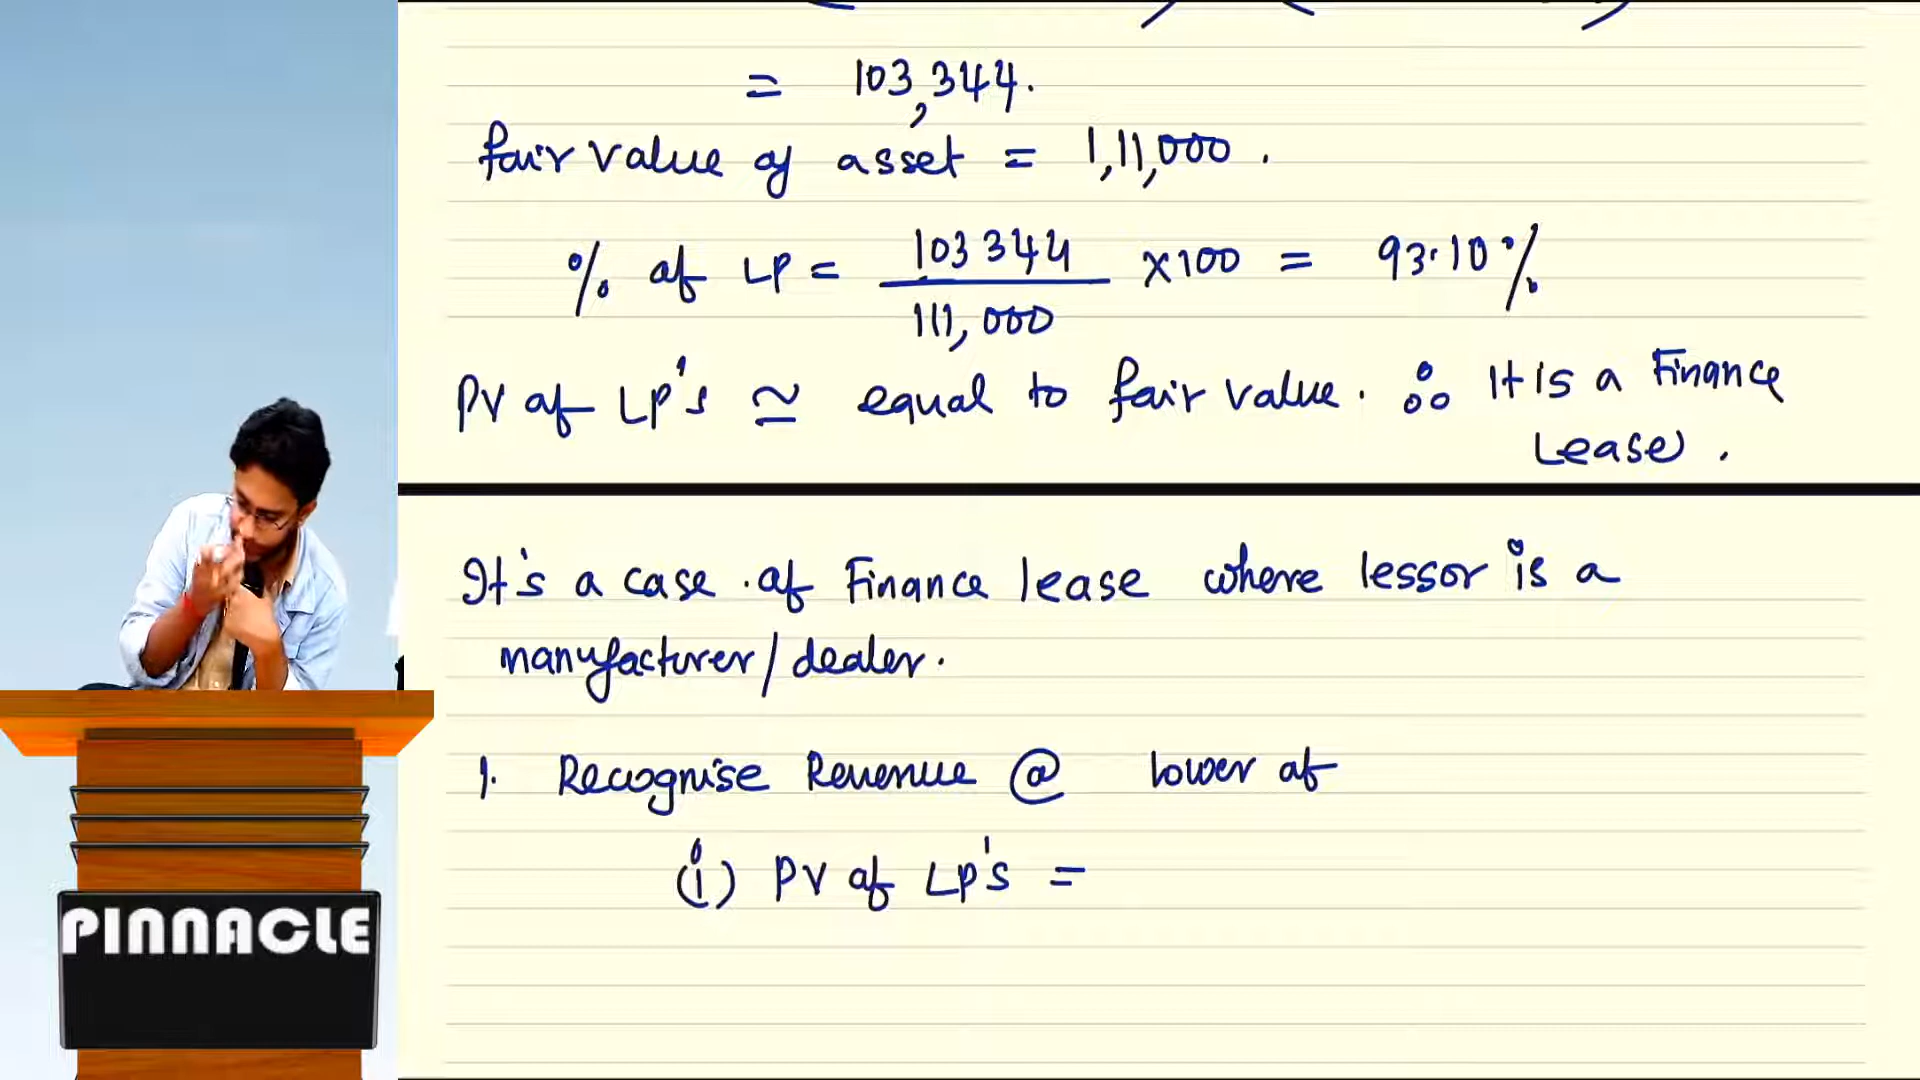 = 103,344.
fair value of asset = 1,11,000.
% of LP = 103344 / 111,000 ×100 = 93.10%
PV of LP's ≅ equal to fair value. ∴ It is a Finance
Lease.
It's a case of Finance lease where lessor is a
manufacturer/dealer.
1. Recognise Revenue @ lower of
(i) PV of LP's =
PINNACLE